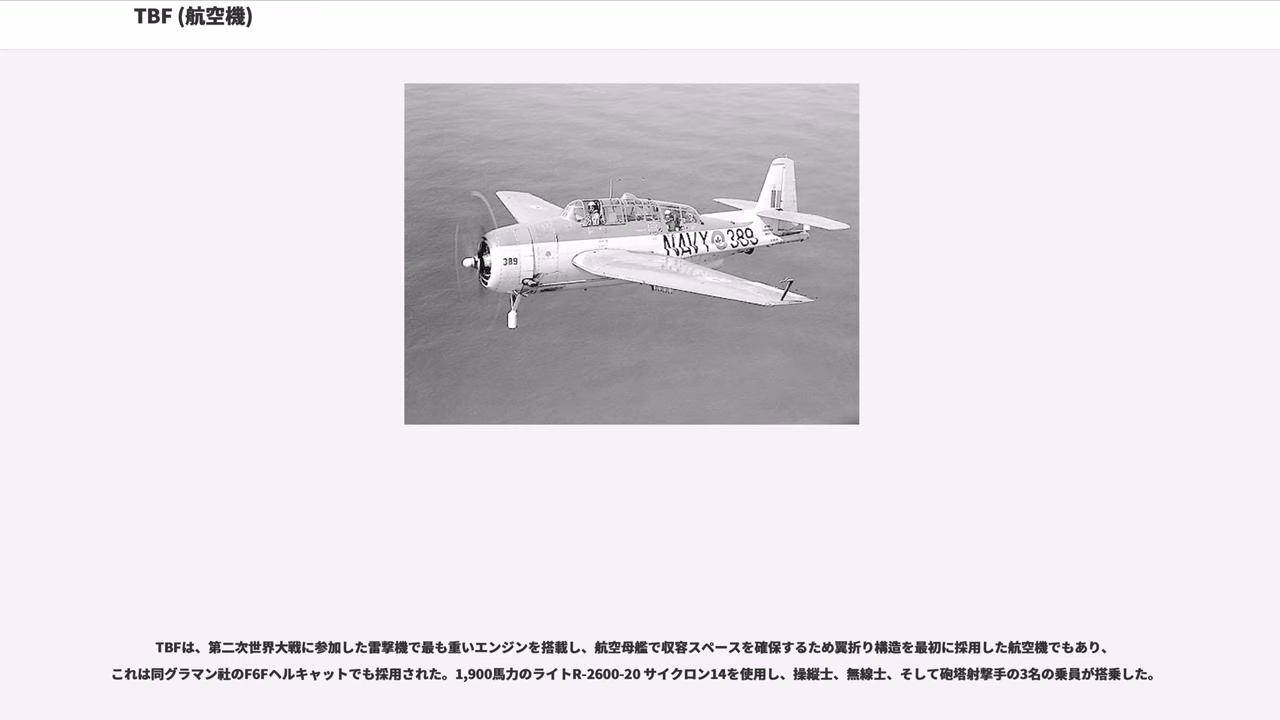 TBF (航空機)
NAVY 389
389
7
TBFは、第二次世界大戦に参加した雷撃機で最も重いエンジンを搭載し、航空母艦で収容スペースを確保するため翼折り構造を最初に採用した航空機でもあり、
これは同グラマン社のF6Fヘルキャットでも採用された。1,900馬力のライトR-2600-20 サイクロン14を使用し、操縦士、無線士、そして砲塔射撃手の3名の乗員が搭乗した。